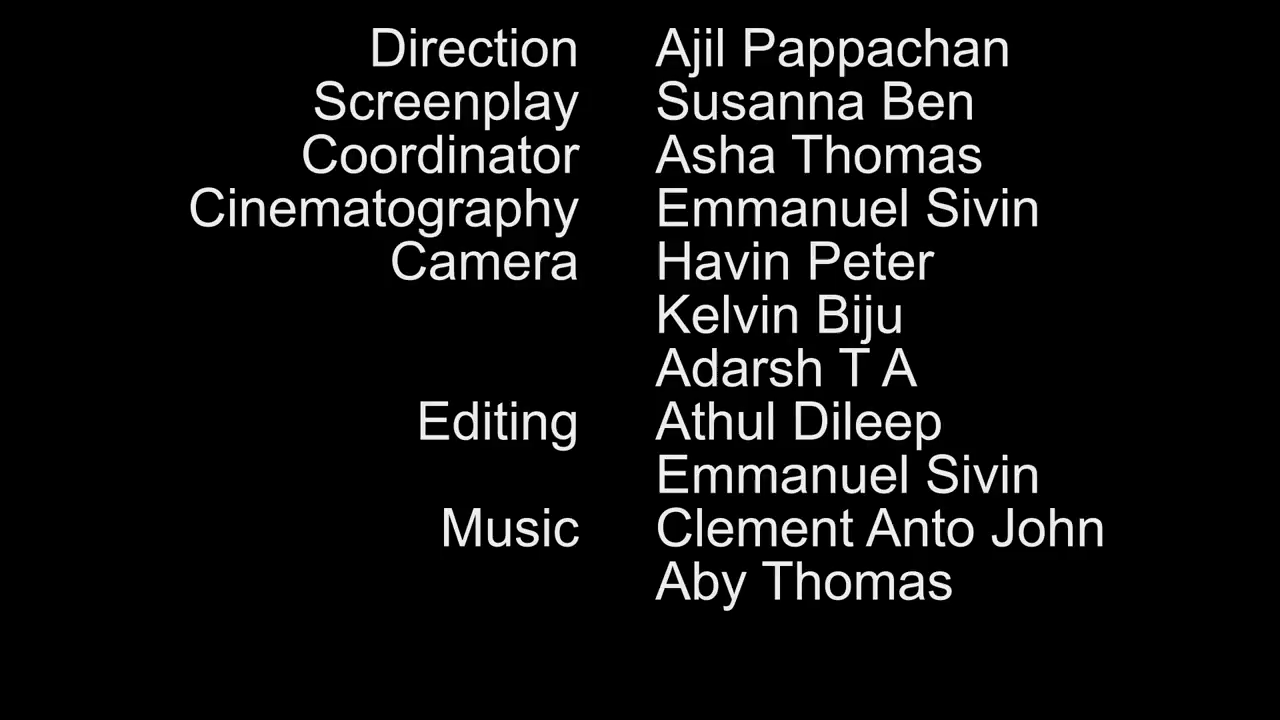 Direction Ajil Pappachan
Screenplay Susanna Ben
Coordinator Asha Thomas
Cinematography Emmanuel Sivin
Camera Havin Peter
Kelvin Biju
Adarsh T A
Editing Athul Dileep
Emmanuel Sivin
Music Clement Anto John
Aby Thomas